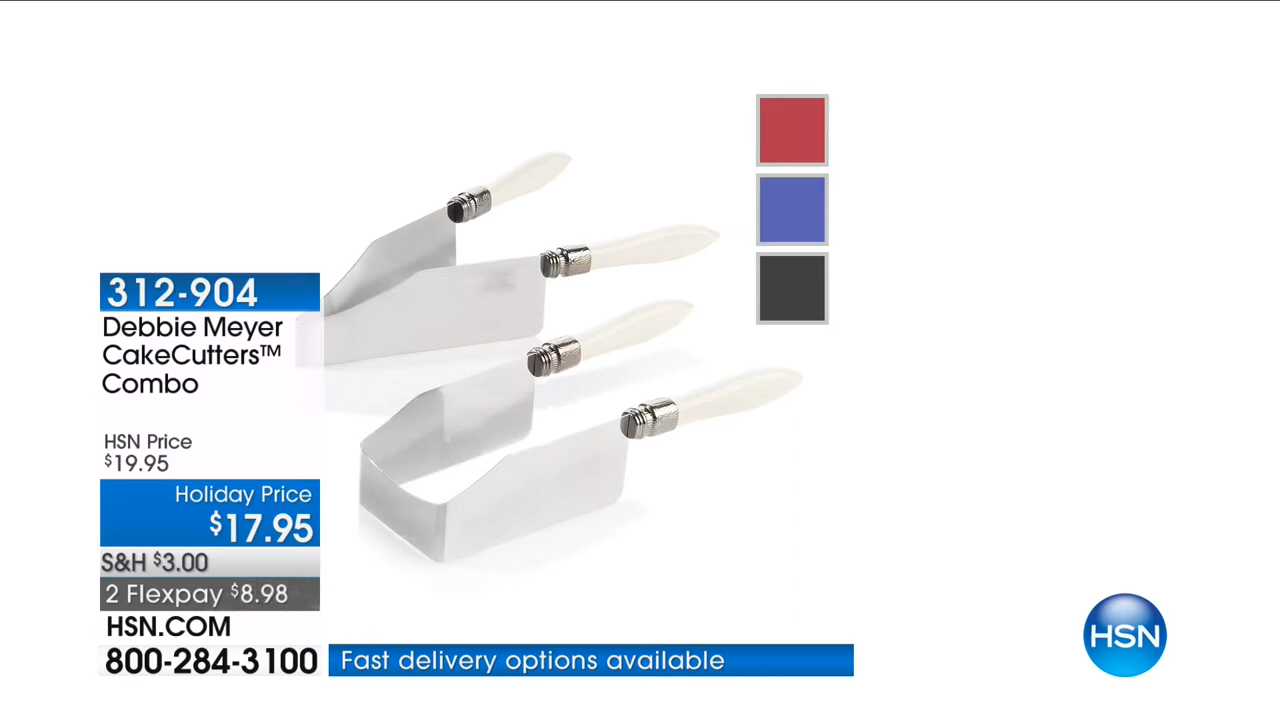 312-904
Debbie Meyer
CakeCutters™
Combo
HSN Price
$19.95
Holiday Price
$17.95
S&H $3.00
2 Flexpay $8.98
HSN.COM
800-284-3100
Fast delivery options available
HSN